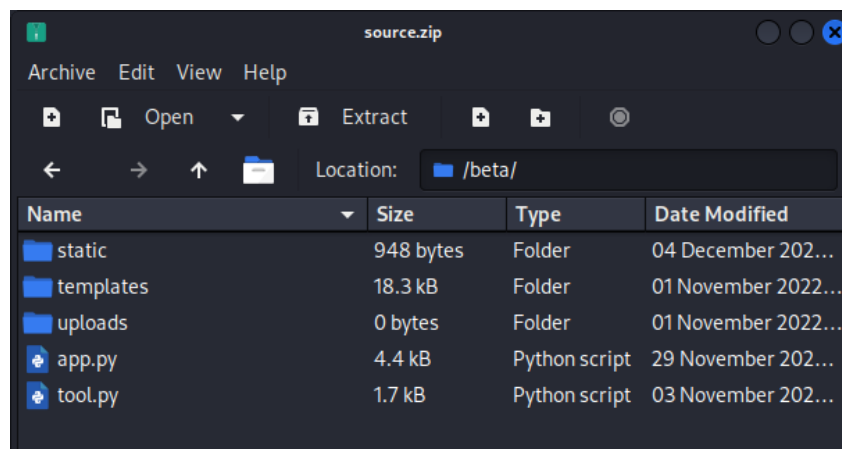 source.zip
Archive Edit View Help
Open Extract
Location: /beta/
Name Size Type Date Modified
static 948 bytes Folder 04 December 202...
templates 18.3 kB Folder 01 November 2022...
uploads 0 bytes Folder 01 November 2022...
app.py 4.4 kB Python script 29 November 202...
tool.py 1.7 kB Python script 03 November 202...